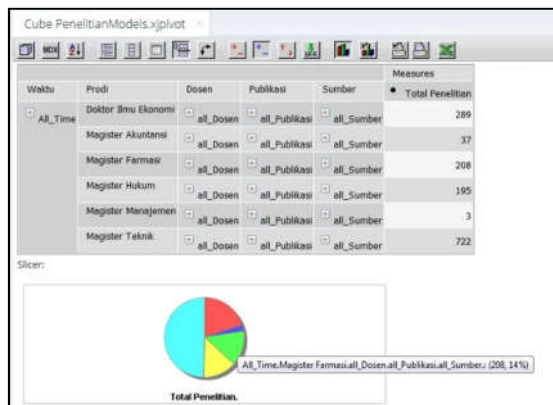 Cube PenelitianModels.xjpivot
MDX
Measures
Waktu Prodi Dosen Publikasi Sumber Total Penelitian
All_Time Doktor Ilmu Ekonomi all_Dosen all_Publikasi all_Sumber 289
Magister Akuntansi all_Dosen all_Publikasi all_Sumber 37
Magister Farmasi all_Dosen all_Publikasi all_Sumber 208
Magister Hukum all_Dosen all_Publikasi all_Sumber 195
Magister Manajemen all_Dosen all_Publikasi all_Sumber 3
Magister Teknik all_Dosen all_Publikasi all_Sumber 722
Slicer:
All_Time.Magister Farmasi.all_Dosen.all_Publikasi.all_Sumber.: (208, 14%)
Total Penelitian.